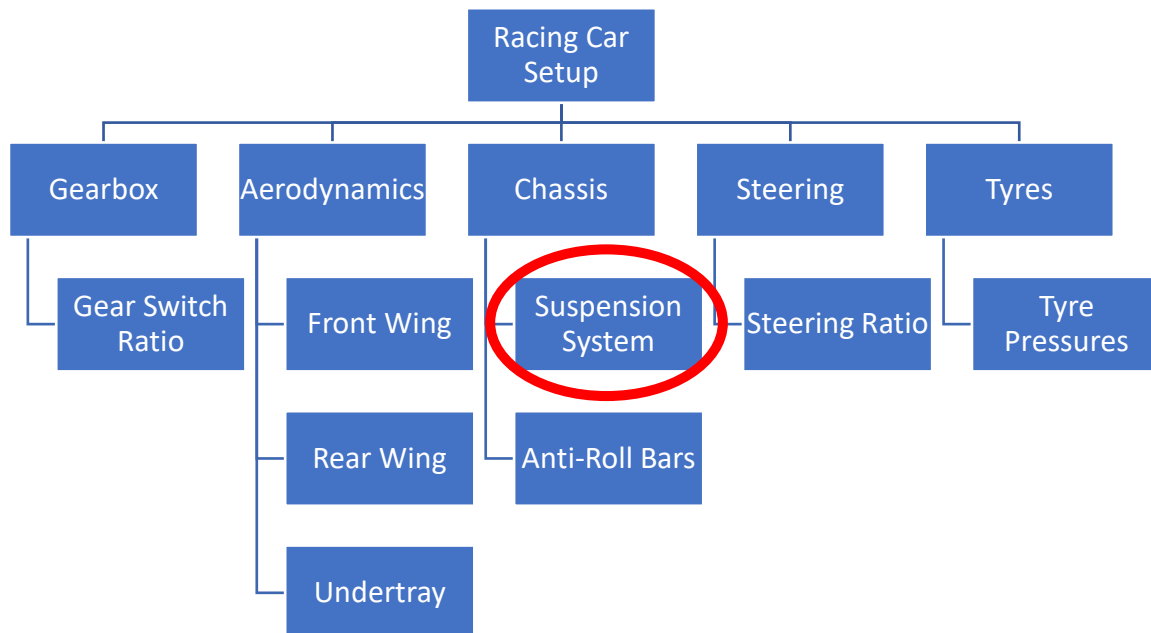 Racing Car
Setup
Gearbox
Aerodynamics
Chassis
Steering
Tyres
Gear Switch
Ratio
Front Wing
Suspension
System
Steering Ratio
Tyre
Pressures
Rear Wing
Anti-Roll Bars
Undertray